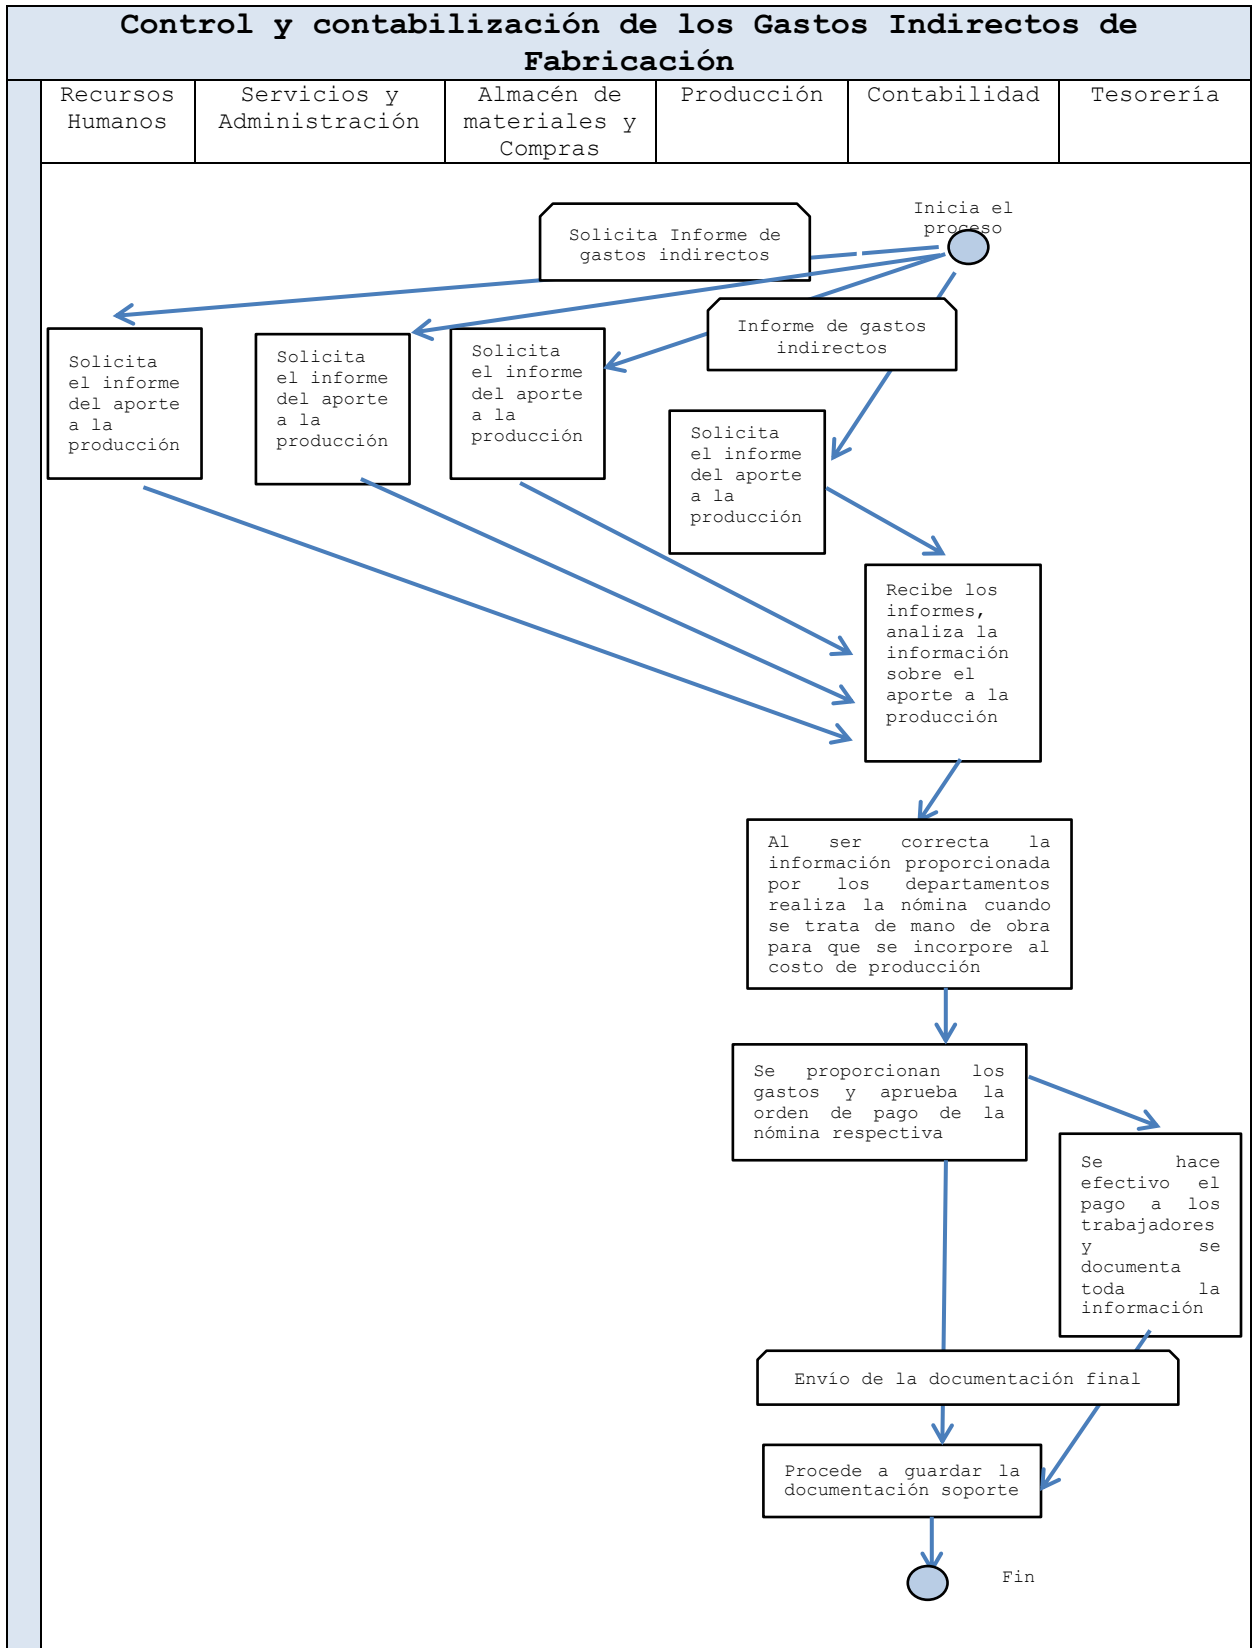 Control y contabilización de los Gastos Indirectos de
Fabricación
Recursos
Humanos
Servicios y
Administración
Almacén de
materiales y
Compras
Producción
Contabilidad
Tesorería
Inicia el
proceso
Solicita Informe de
gastos indirectos
Informe de gastos
indirectos
Solicita
el informe
del aporte
a la
producción
Solicita
el informe
del aporte
a la
producción
Solicita
el informe
del aporte
a la
producción
Solicita
el informe
del aporte
a la
producción
Recibe los
informes,
analiza la
información
sobre el
aporte a la
producción
Al ser correcta la
información proporcionada
por los departamentos
realiza la nómina cuando
se trata de mano de obra
para que se incorpore al
costo de producción
Se proporcionan los
gastos y aprueba la
orden de pago de la
nómina respectiva
Se hace
efectivo el
pago a los
trabajadores
y se
documenta
toda la
información
Envío de la documentación final
Procede a guardar la
documentación soporte
Fin